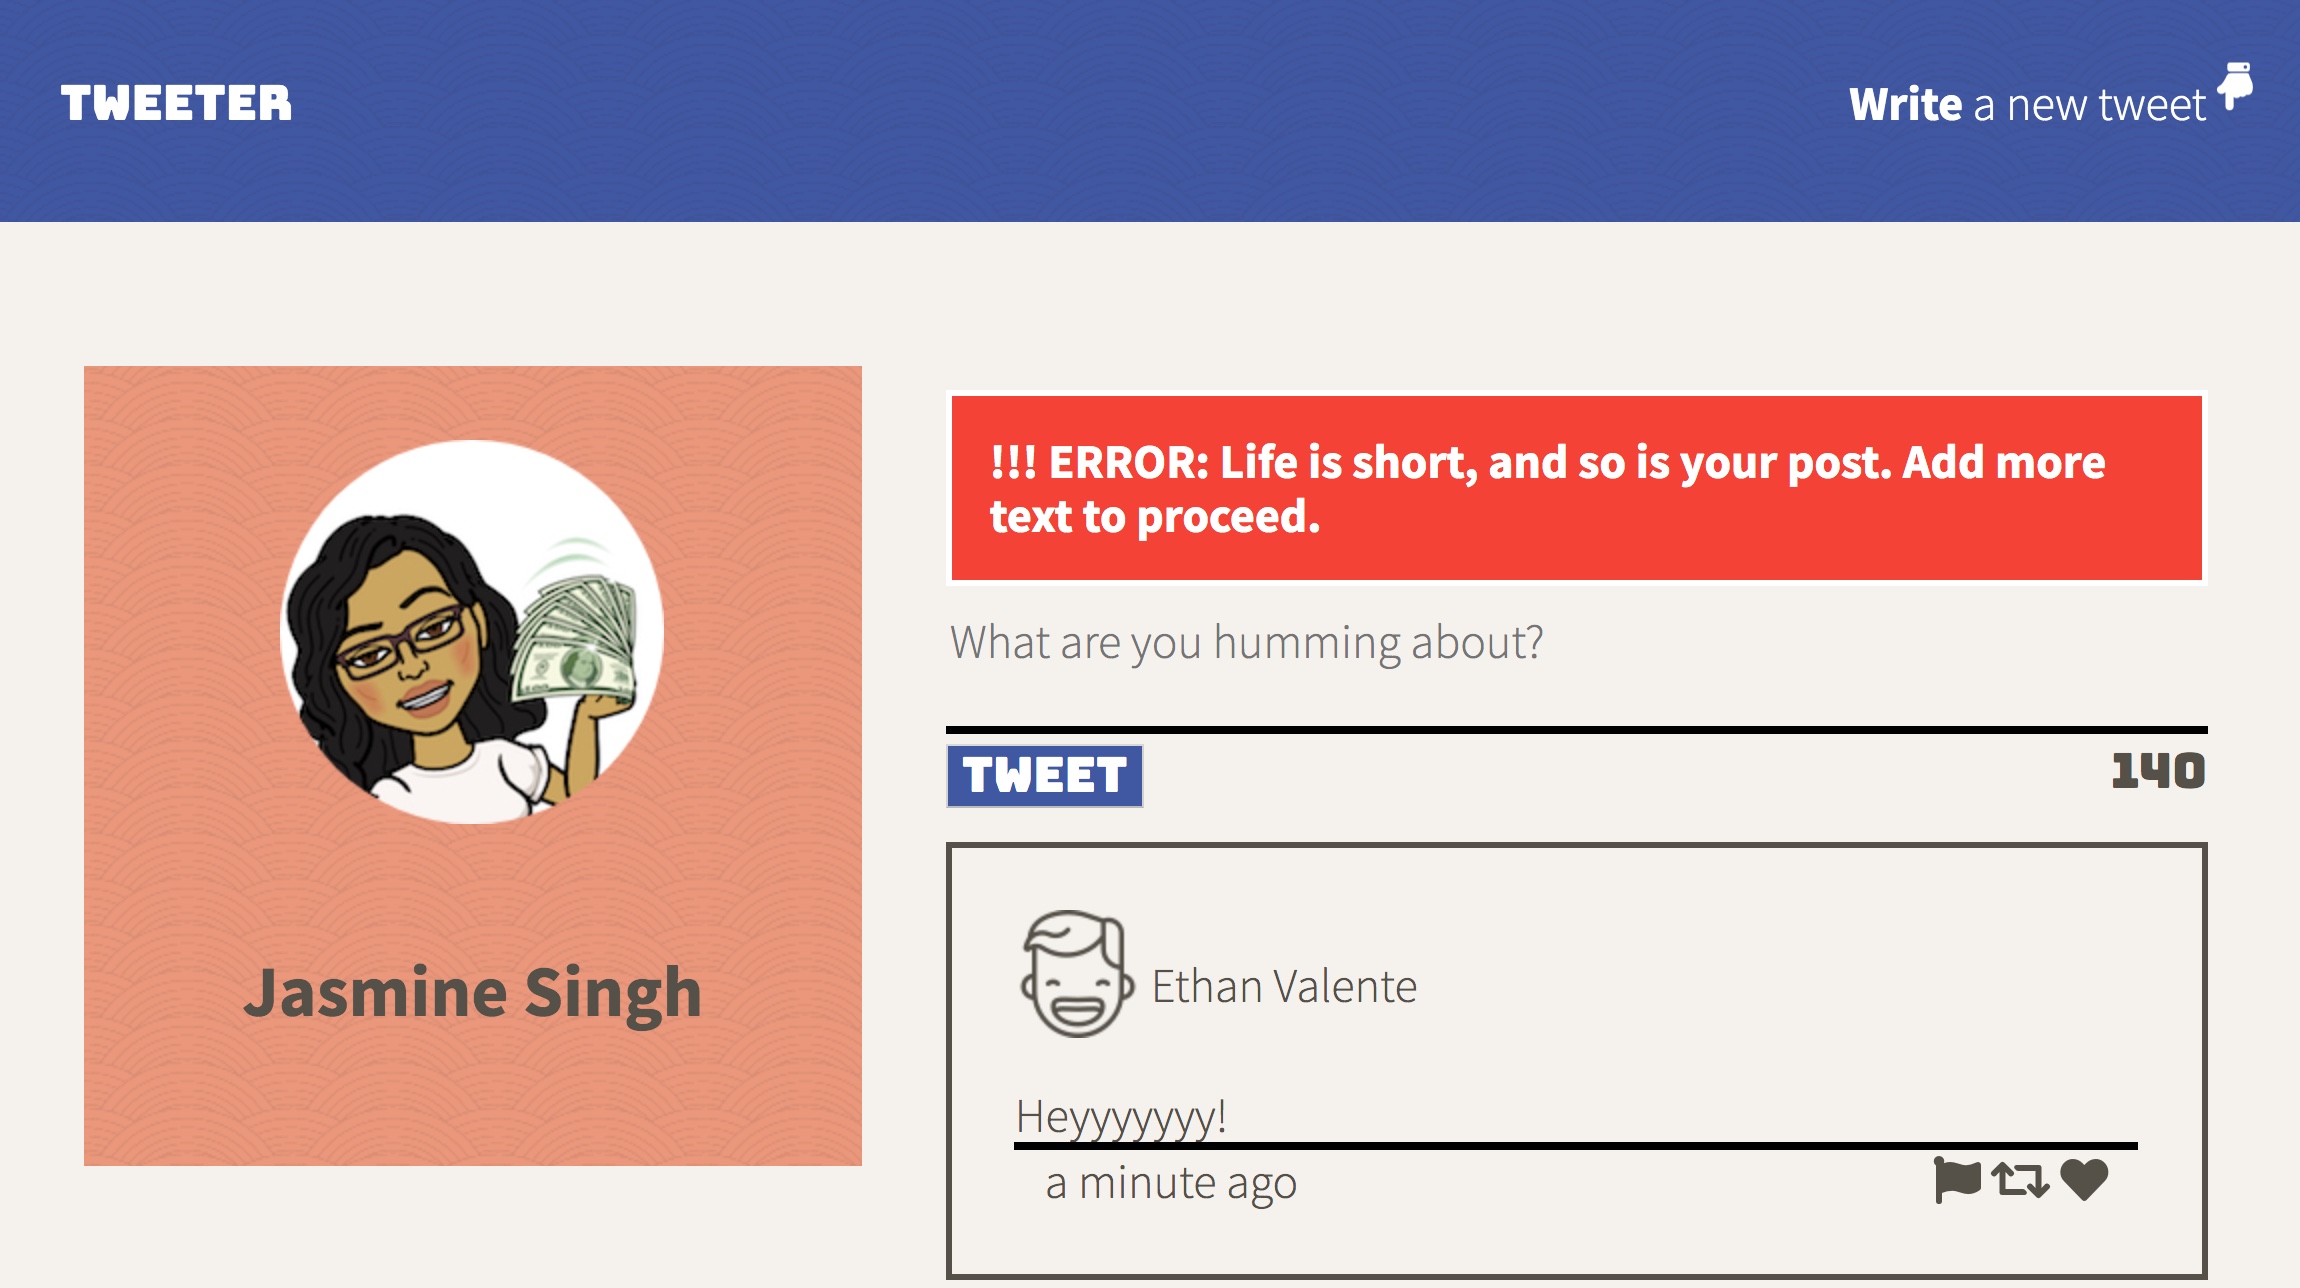 TWEETER
Write a new tweet
Jasmine Singh
!!! ERROR: Life is short, and so is your post. Add more
text to proceed.
What are you humming about?
TWEET
140
Ethan Valente
Heyyyyyyy!
a minute ago